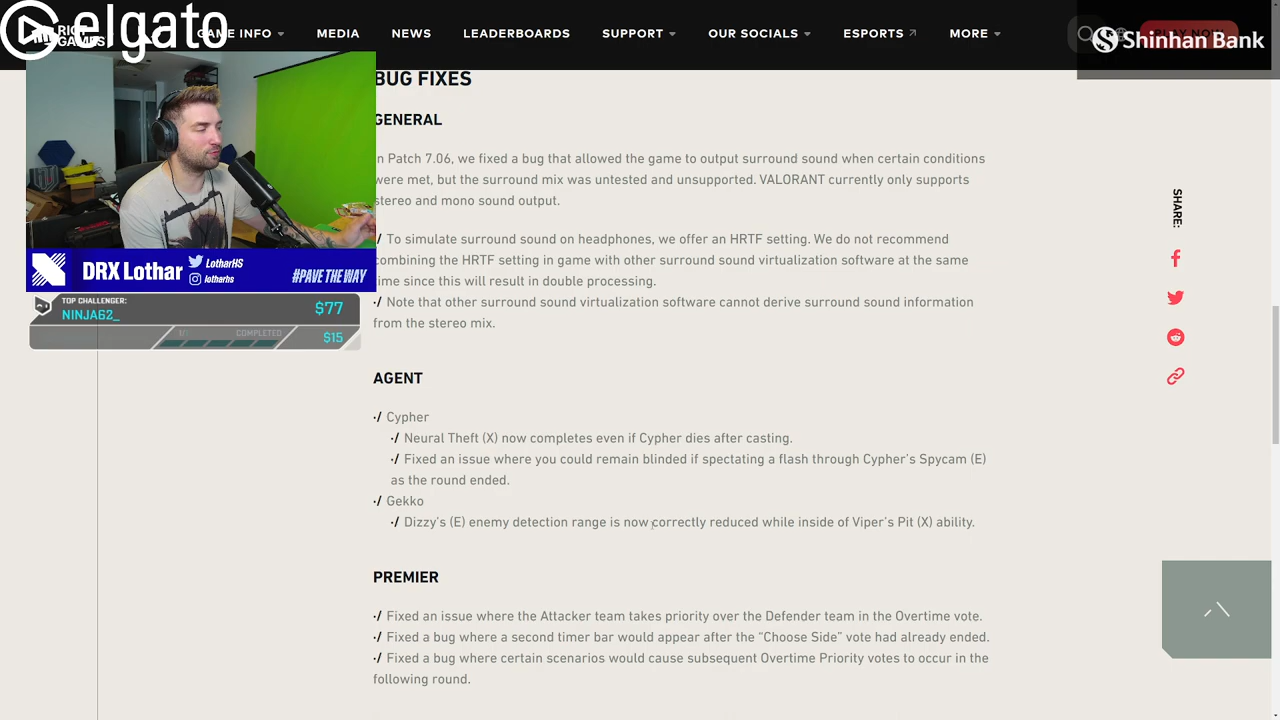 elgato
RIOT
GAMES
GAME INFO
MEDIA
NEWS
LEADERBOARDS
SUPPORT
OUR SOCIALS
ESPORTS
MORE
PLAY NOW
Shinhan Bank
BUG FIXES
GENERAL
n Patch 7.06, we fixed a bug that allowed the game to output surround sound when certain conditions
were met, but the surround mix was untested and unsupported. VALORANT currently only supports
stereo and mono sound output.
·/ To simulate surround sound on headphones, we offer an HRTF setting. We do not recommend
combining the HRTF setting in game with other surround sound virtualization software at the same
time since this will result in double processing.
·/ Note that other surround sound virtualization software cannot derive surround sound information
from the stereo mix.
DRX Lothar
LotharHS
lotharhs
#PAVE THE WAY
TOP CHALLENGER:
NINJA62_
$77
COMPLETED
$15
SHARE:
AGENT
·/ Cypher
·/ Neural Theft (X) now completes even if Cypher dies after casting.
·/ Fixed an issue where you could remain blinded if spectating a flash through Cypher's Spycam (E)
as the round ended.
·/ Gekko
·/ Dizzy's (E) enemy detection range is now correctly reduced while inside of Viper's Pit (X) ability.
PREMIER
·/ Fixed an issue where the Attacker team takes priority over the Defender team in the Overtime vote.
·/ Fixed a bug where a second timer bar would appear after the “Choose Side” vote had already ended.
·/ Fixed a bug where certain scenarios would cause subsequent Overtime Priority votes to occur in the
following round.